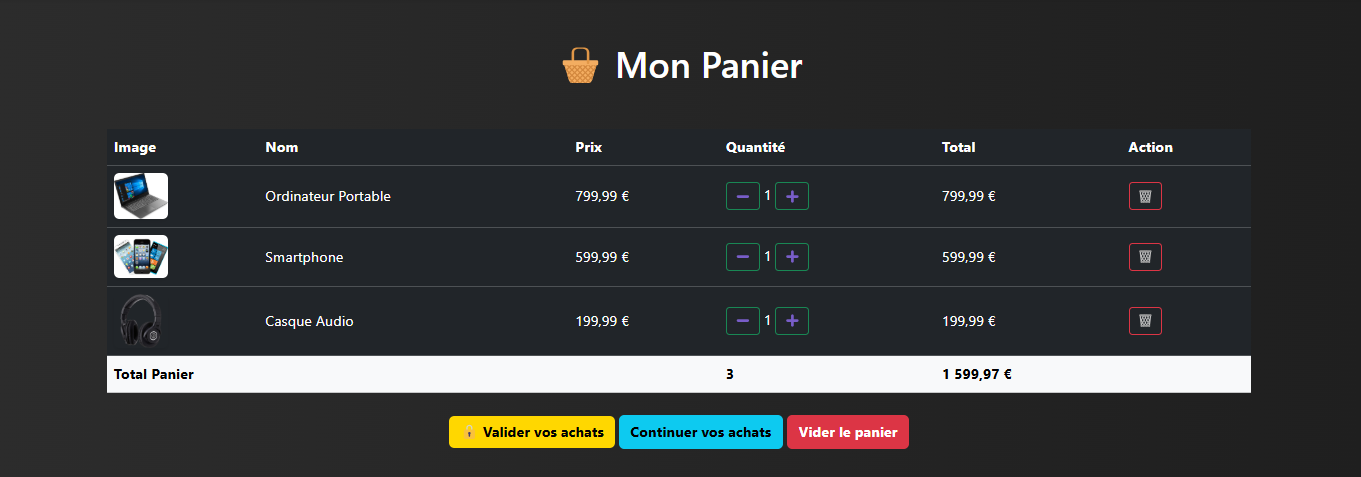 Mon Panier
Image Nom Prix Quantité Total Action
Ordinateur Portable 799,99 € 1 799,99 €
Smartphone 599,99 € 1 599,99 €
Casque Audio 199,99 € 1 199,99 €
Total Panier 3 1 599,97 €
Valider vos achats Continuer vos achats Vider le panier